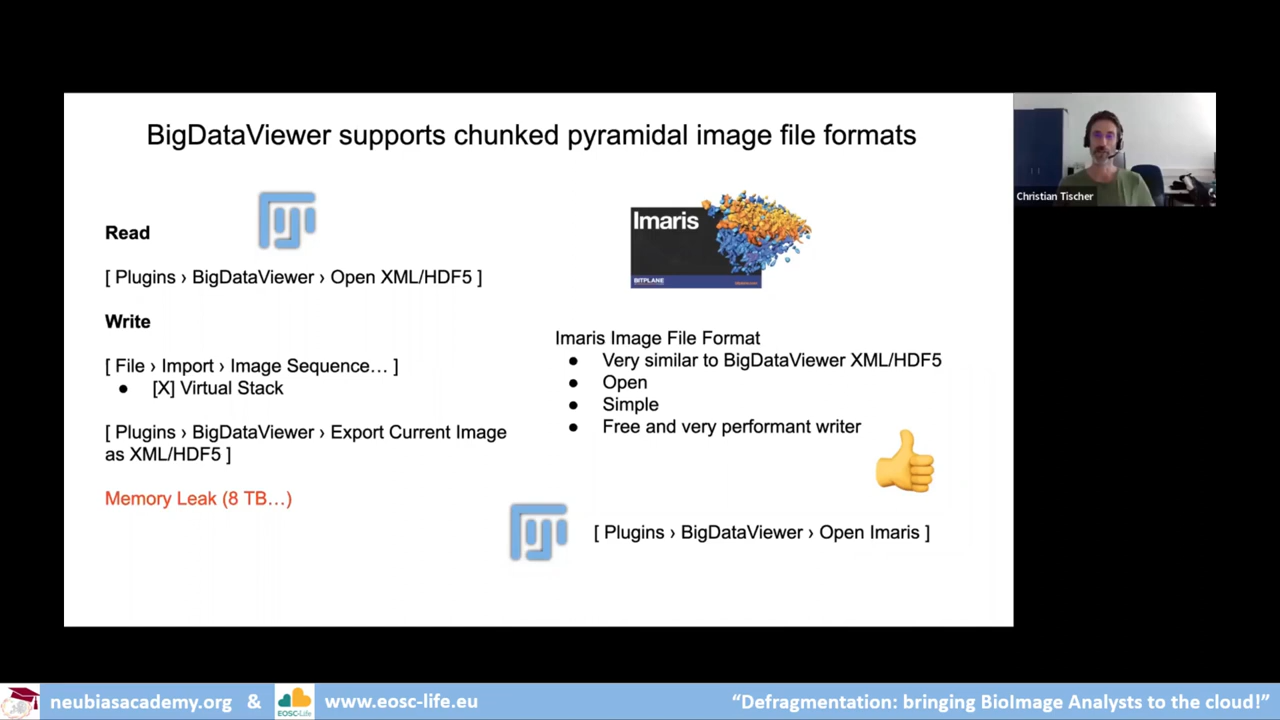 BigDataViewer supports chunked pyramidal image file formats
Christian Tischer
Read
[ Plugins › BigDataViewer › Open XML/HDF5 ]
Write
[ File › Import › Image Sequence… ]
● [X] Virtual Stack
[ Plugins › BigDataViewer › Export Current Image
as XML/HDF5 ]
Memory Leak (8 TB…)
Imaris
BITPLANE
Imaris Image File Format
● Very similar to BigDataViewer XML/HDF5
● Open
● Simple
● Free and very performant writer
[ Plugins › BigDataViewer › Open Imaris ]
neubiasacademy.org & EOSC-Life www.eosc-life.eu “Defragmentation: bringing BioImage Analysts to the cloud!”